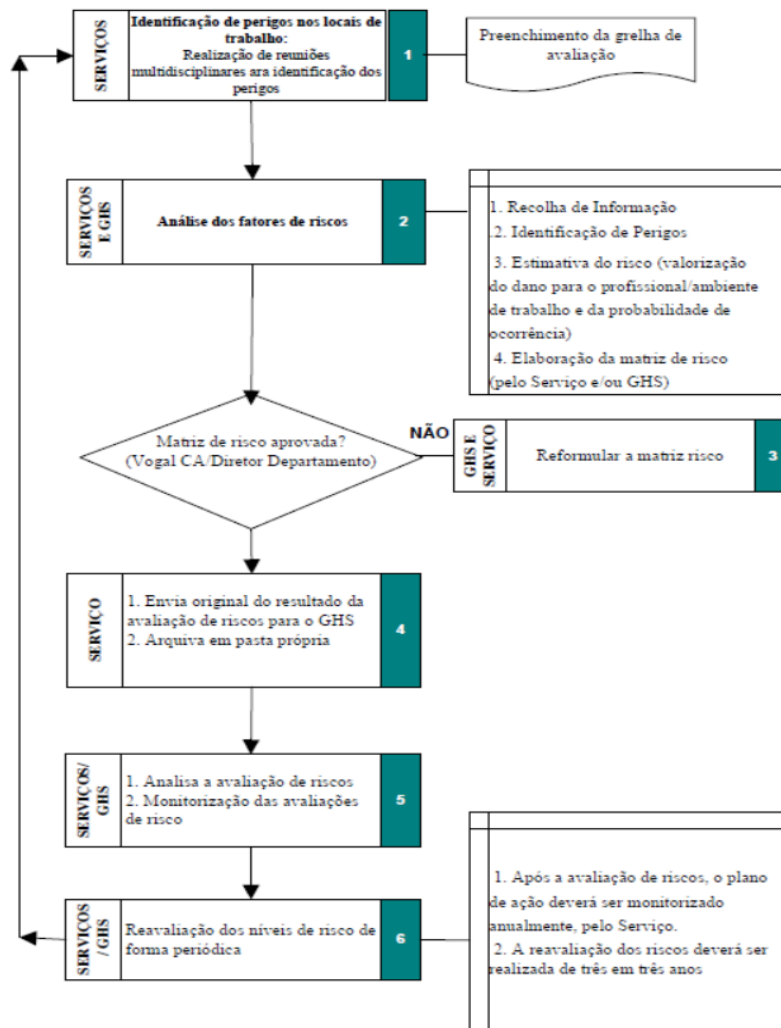 SERVIÇOS
Identificação de perigos nos locais de
trabalho:
Realização de reuniões
multidisciplinares ara identificação dos
perigos
1
Preenchimento da grelha de
avaliação
SERVIÇOS
E GHS
Análise dos fatores de riscos
2
1. Recolha de Informação
.2. Identificação de Perigos
3. Estimativa do risco (valorização
do dano para o profissional/ambiente
de trabalho e da probabilidade de
ocorrência)
4. Elaboração da matriz de risco
(pelo Serviço e/ou GHS)
Matriz de risco aprovada?
(Vogal CA/Diretor Departamento)
NÃO
GHS E
SERVIÇO
Reformular a matriz risco
3
SERVIÇO
1. Envia original do resultado da
avaliação de riscos para o GHS
2. Arquiva em pasta própria
4
SERVIÇOS/
GHS
1. Analisa a avaliação de riscos
2. Monitorização das avaliações
de risco
5
SERVIÇOS
/ GHS
Reavaliação dos níveis de risco de
forma periódica
6
1. Após a avaliação de riscos, o plano
de ação deverá ser monitorizado
anualmente, pelo Serviço.
2. A reavaliação dos riscos deverá ser
realizada de três em três anos